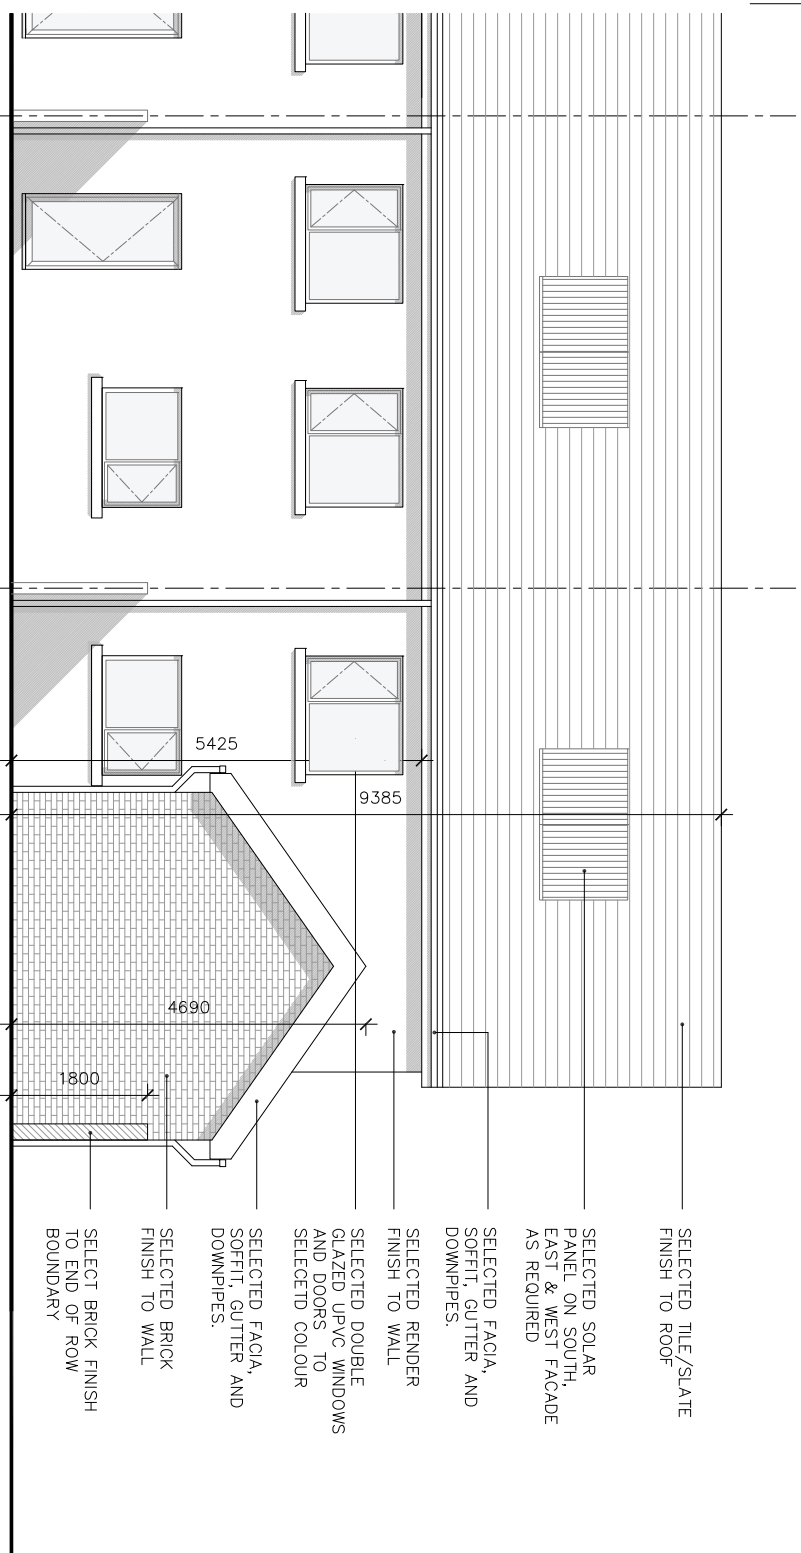 SELECTED TILE/SLATE
FINISH TO ROOF
SELECTED SOLAR
PANEL ON SOUTH,
EAST & WEST FACADE
AS REQUIRED
SELECTED FACIA,
SOFFIT, GUTTER AND
DOWNPIPES.
SELECTED RENDER
FINISH TO WALL
SELECTED DOUBLE
GLAZED UPVC WINDOWS
AND DOORS TO
SELECETD COLOUR
SELECTED FACIA,
SOFFIT, GUTTER AND
DOWNPIPES.
SELECTED BRICK
FINISH TO WALL
SELECT BRICK FINISH
TO END OF ROW
BOUNDARY
5425
9385
4690
1800